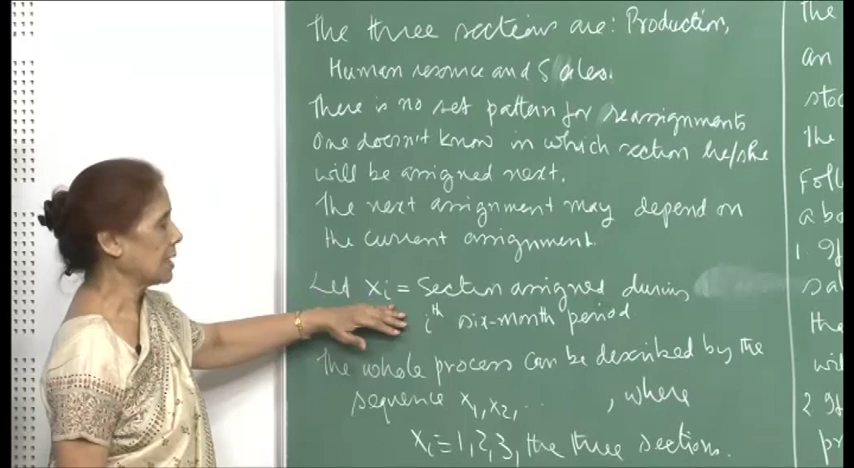 The three sections are: Production,
Human resource and Sales.
There is no set pattern for reassignments
One doesn't know in which section he/she
will be assigned next.
The next assignment may depend on
the current assignment.
Let Xi = Section assigned during
ith six-month period
The whole process can be described by the
sequence X1, X2, .. , where
Xi = 1, 2, 3, the three sections.
The
an
sto
The
Foll
abo
1. If
sal
the
wil
2. If
pr